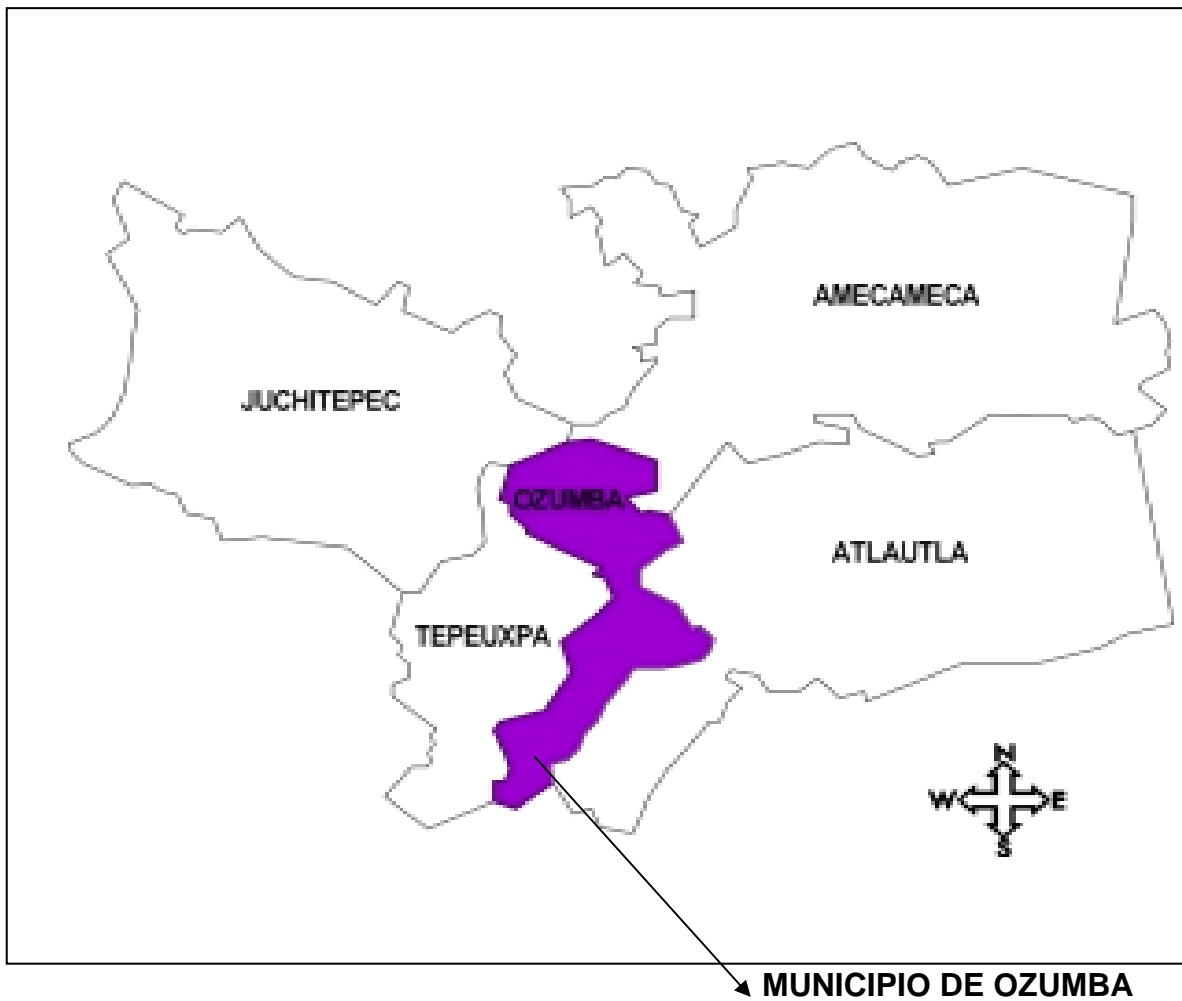 AMECAMECA
JUCHITEPEC
OZUMBA
ATLAUTLA
TEPEUXPA
N
W E
S
MUNICIPIO DE OZUMBA